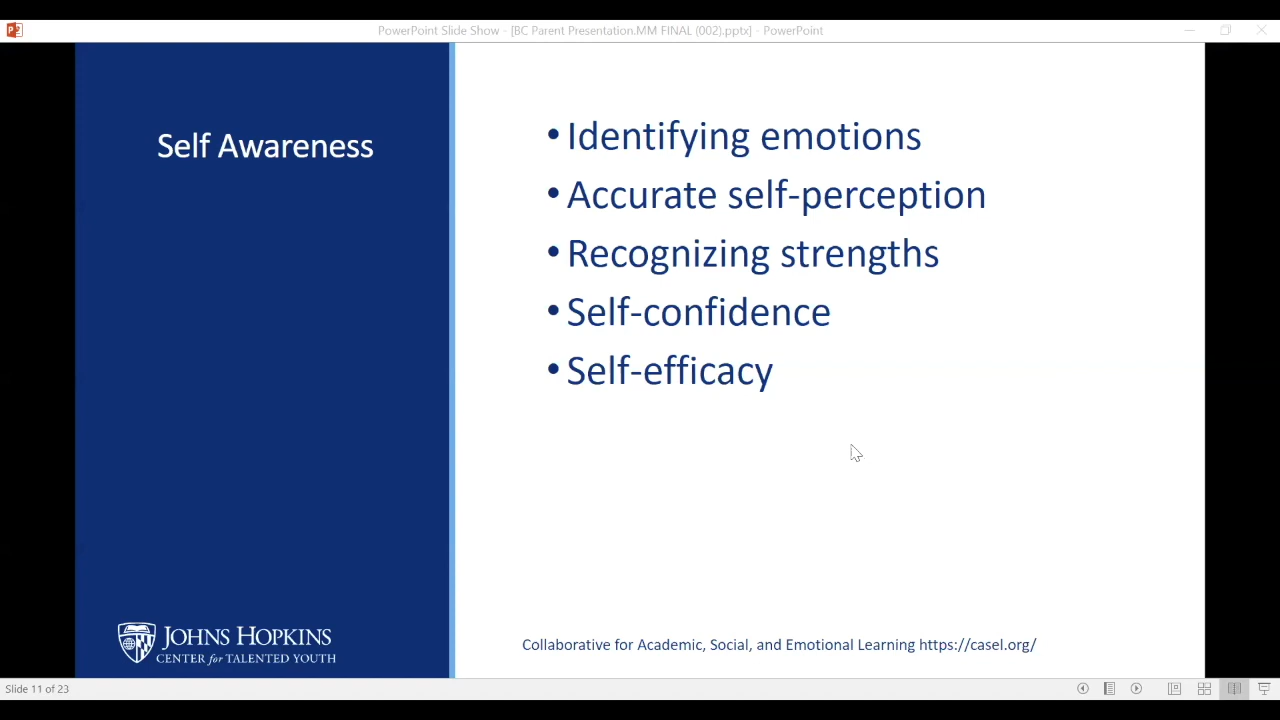 PowerPoint Slide Show - [BC Parent Presentation.MM FINAL (002).pptx] - PowerPoint
Self Awareness
• Identifying emotions
• Accurate self-perception
• Recognizing strengths
• Self-confidence
• Self-efficacy
JOHNS HOPKINS
CENTER for TALENTED YOUTH
Collaborative for Academic, Social, and Emotional Learning https://casel.org/
Slide 11 of 23